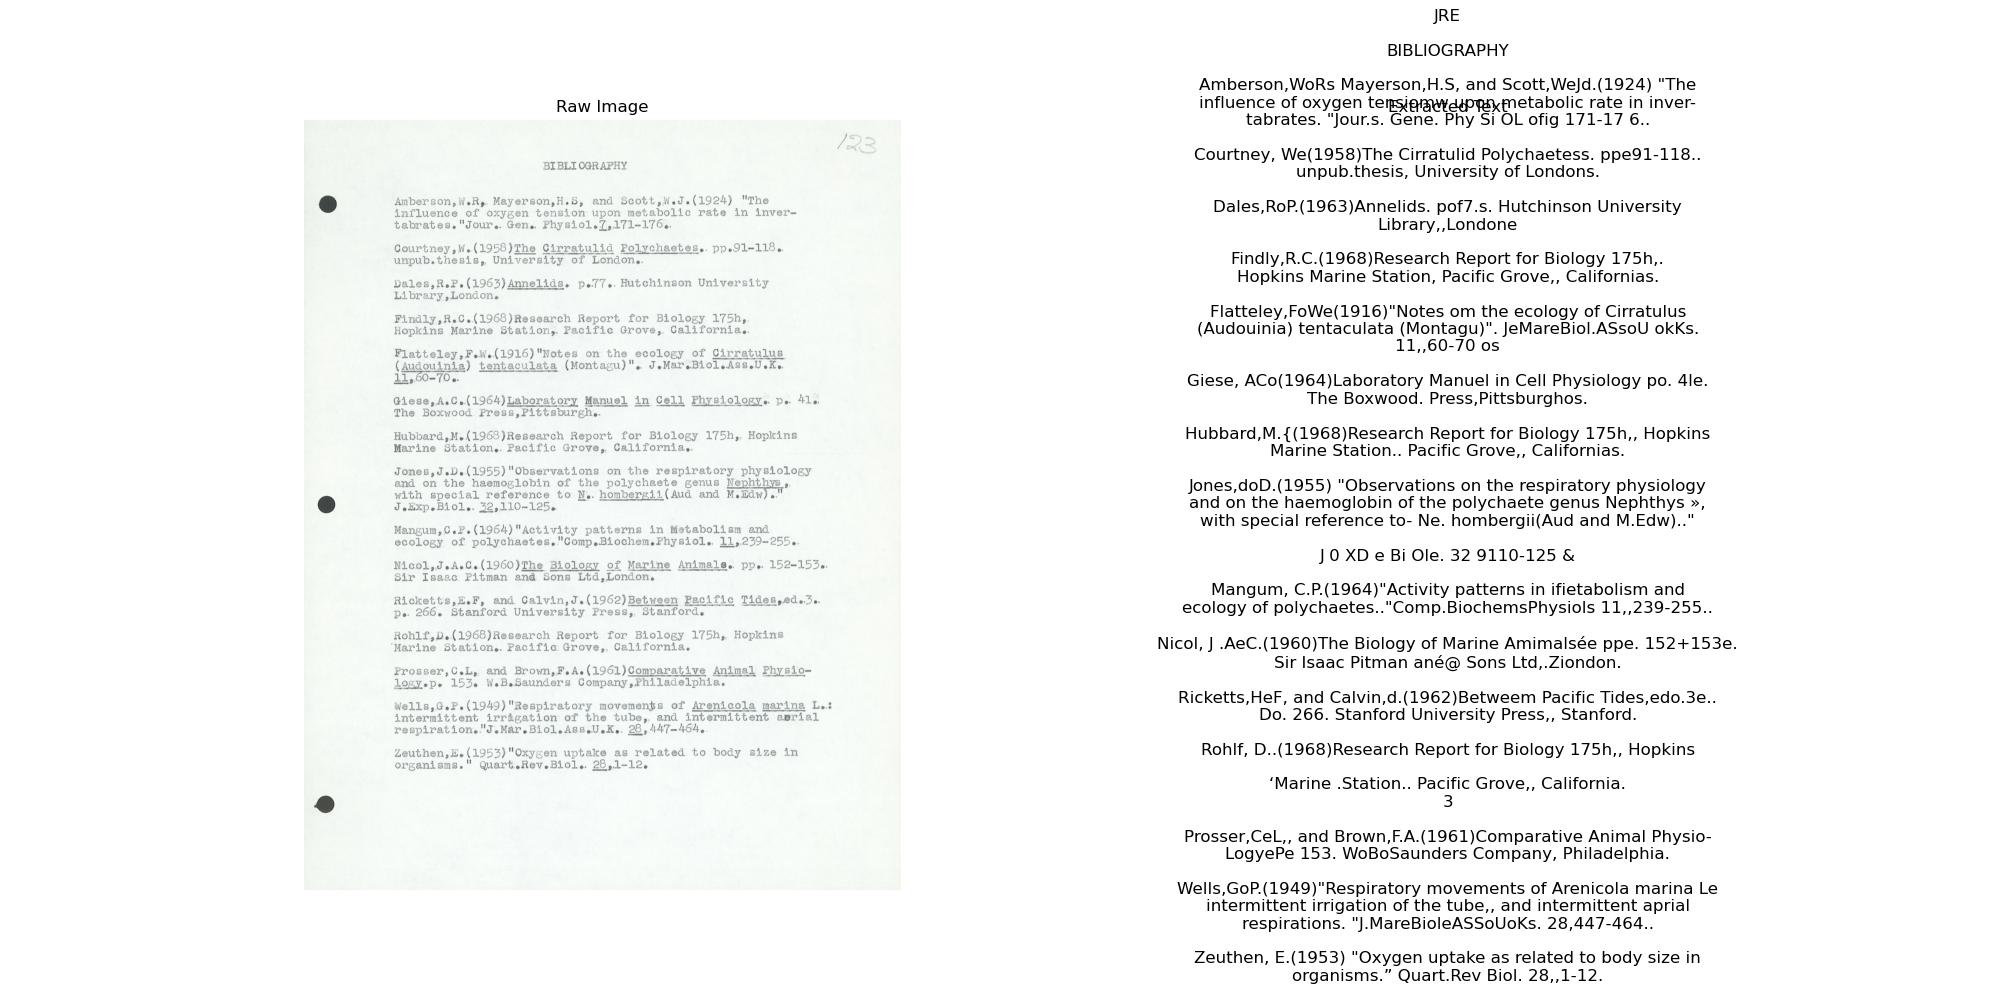 Raw Image
123
BIBLIOGRAPHY
Amberson,W.R, Mayerson,H.S, and Scott,W.J.(1924) "The
influence of oxygen tension upon metabolic rate in inver-
tabrates."Jour. Gen. Physiol.7,171-176.
Courtney,W.(1958)The Cirratulid Polychaetes. pp.91-118.
unpub.thesis, University of London.
Dales,R.P.(1963)Annelids. p.77. Hutchinson University
Library,London.
Findly,R.C.(1968)Research Report for Biology 175h,
Hopkins Marine Station, Pacific Grove, California.
Flatteley,F.W.(1916)"Notes on the ecology of Cirratulus
(Audouinia) tentaculata (Montagu)". J.Mar.Biol.Ass.U.K.
11,60-70.
Giese,A.C.(1964)Laboratory Manuel in Cell Physiology. p. 41.
The Boxwood Press,Pittsburgh.
Hubbard,M.(1968)Research Report for Biology 175h, Hopkins
Marine Station. Pacific Grove, California.
Jones,J.D.(1955)"Observations on the respiratory physiology
and on the haemoglobin of the polychaete genus Nephthys,
with special reference to N. hombergii(Aud and M.Edw)."
J.Exp.Biol. 32,110-125.
Mangum,C.P.(1964)"Activity patterns in Metabolism and
ecology of polychaetes."Comp.Biochem.Physiol. 11,239-255.
Nicol,J.A.C.(1960)The Biology of Marine Animals. pp. 152-153.
Sir Isaac Pitman and Sons Ltd,London.
Ricketts,E.F, and Calvin,J.(1962)Between Pacific Tides,ed.3.
p. 266. Stanford University Press, Stanford.
Rohlf,D.(1968)Research Report for Biology 175h, Hopkins
Marine Station. Pacific Grove, California.
Prosser,C.L, and Brown,F.A.(1961)Comparative Animal Physio-
logy.p. 153. W.B.Saunders Company,Philadelphia.
Wells,G.P.(1949)"Respiratory movements of Arenicola marina L.:
intermittent irrigation of the tube, and intermittent aerial
respiration."J.Mar.Biol.Ass.U.K. 28,447-464.
Zeuthen,E.(1953)"Oxygen uptake as related to body size in
organisms." Quart.Rev.Biol. 28,1-12.
JRE
BIBLIOGRAPHY
Amberson,WoRs Mayerson,H.S, and Scott,WeJd.(1924) "The
Extracted Text
influence of oxygen tensiomw upon metabolic rate in inver-
tabrates. "Jour.s. Gene. Phy Si OL ofig 171-17 6..
Courtney, We(1958)The Cirratulid Polychaetess. ppe91-118..
unpub.thesis, University of Londons.
Dales,RoP.(1963)Annelids. pof7.s. Hutchinson University
Library,,Londone
Findly,R.C.(1968)Research Report for Biology 175h,.
Hopkins Marine Station, Pacific Grove,, Californias.
Flatteley,FoWe(1916)"Notes om the ecology of Cirratulus
(Audouinia) tentaculata (Montagu)". JeMareBiol.ASsoU okKs.
11,,60-70 os
Giese, ACo(1964)Laboratory Manuel in Cell Physiology po. 4le.
The Boxwood. Press,Pittsburghos.
Hubbard,M.{(1968)Research Report for Biology 175h,, Hopkins
Marine Station.. Pacific Grove,, Californias.
Jones,doD.(1955) "Observations on the respiratory physiology
and on the haemoglobin of the polychaete genus Nephthys »,
with special reference to- Ne. hombergii(Aud and M.Edw).."
J 0 XD e Bi Ole. 32 9110-125 &
Mangum, C.P.(1964)"Activity patterns in ifietabolism and
ecology of polychaetes.."Comp.BiochemsPhysiols 11,,239-255..
Nicol, J .AeC.(1960)The Biology of Marine Amimalsée ppe. 152+153e.
Sir Isaac Pitman ané@ Sons Ltd,.Ziondon.
Ricketts,HeF, and Calvin,d.(1962)Betweem Pacific Tides,edo.3e..
Do. 266. Stanford University Press,, Stanford.
Rohlf, D..(1968)Research Report for Biology 175h,, Hopkins
‘Marine .Station.. Pacific Grove,, California.
3
Prosser,CeL,, and Brown,F.A.(1961)Comparative Animal Physio-
LogyePe 153. WoBoSaunders Company, Philadelphia.
Wells,GoP.(1949)"Respiratory movements of Arenicola marina Le
intermittent irrigation of the tube,, and intermittent aprial
respirations. "J.MareBioleASSoUoKs. 28,447-464..
Zeuthen, E.(1953) "Oxygen uptake as related to body size in
organisms.” Quart.Rev Biol. 28,,1-12.